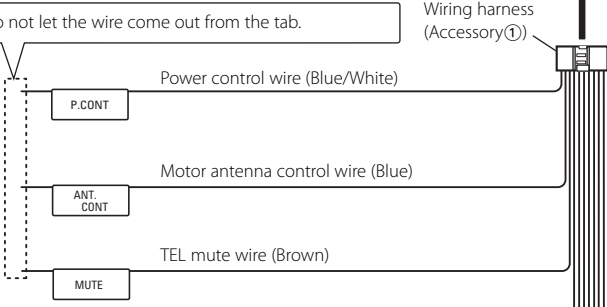 not let the wire come out from the tab.
Wiring harness
(Accessory①)
Power control wire (Blue/White)
P.CONT
Motor antenna control wire (Blue)
ANT.
CONT
TEL mute wire (Brown)
MUTE